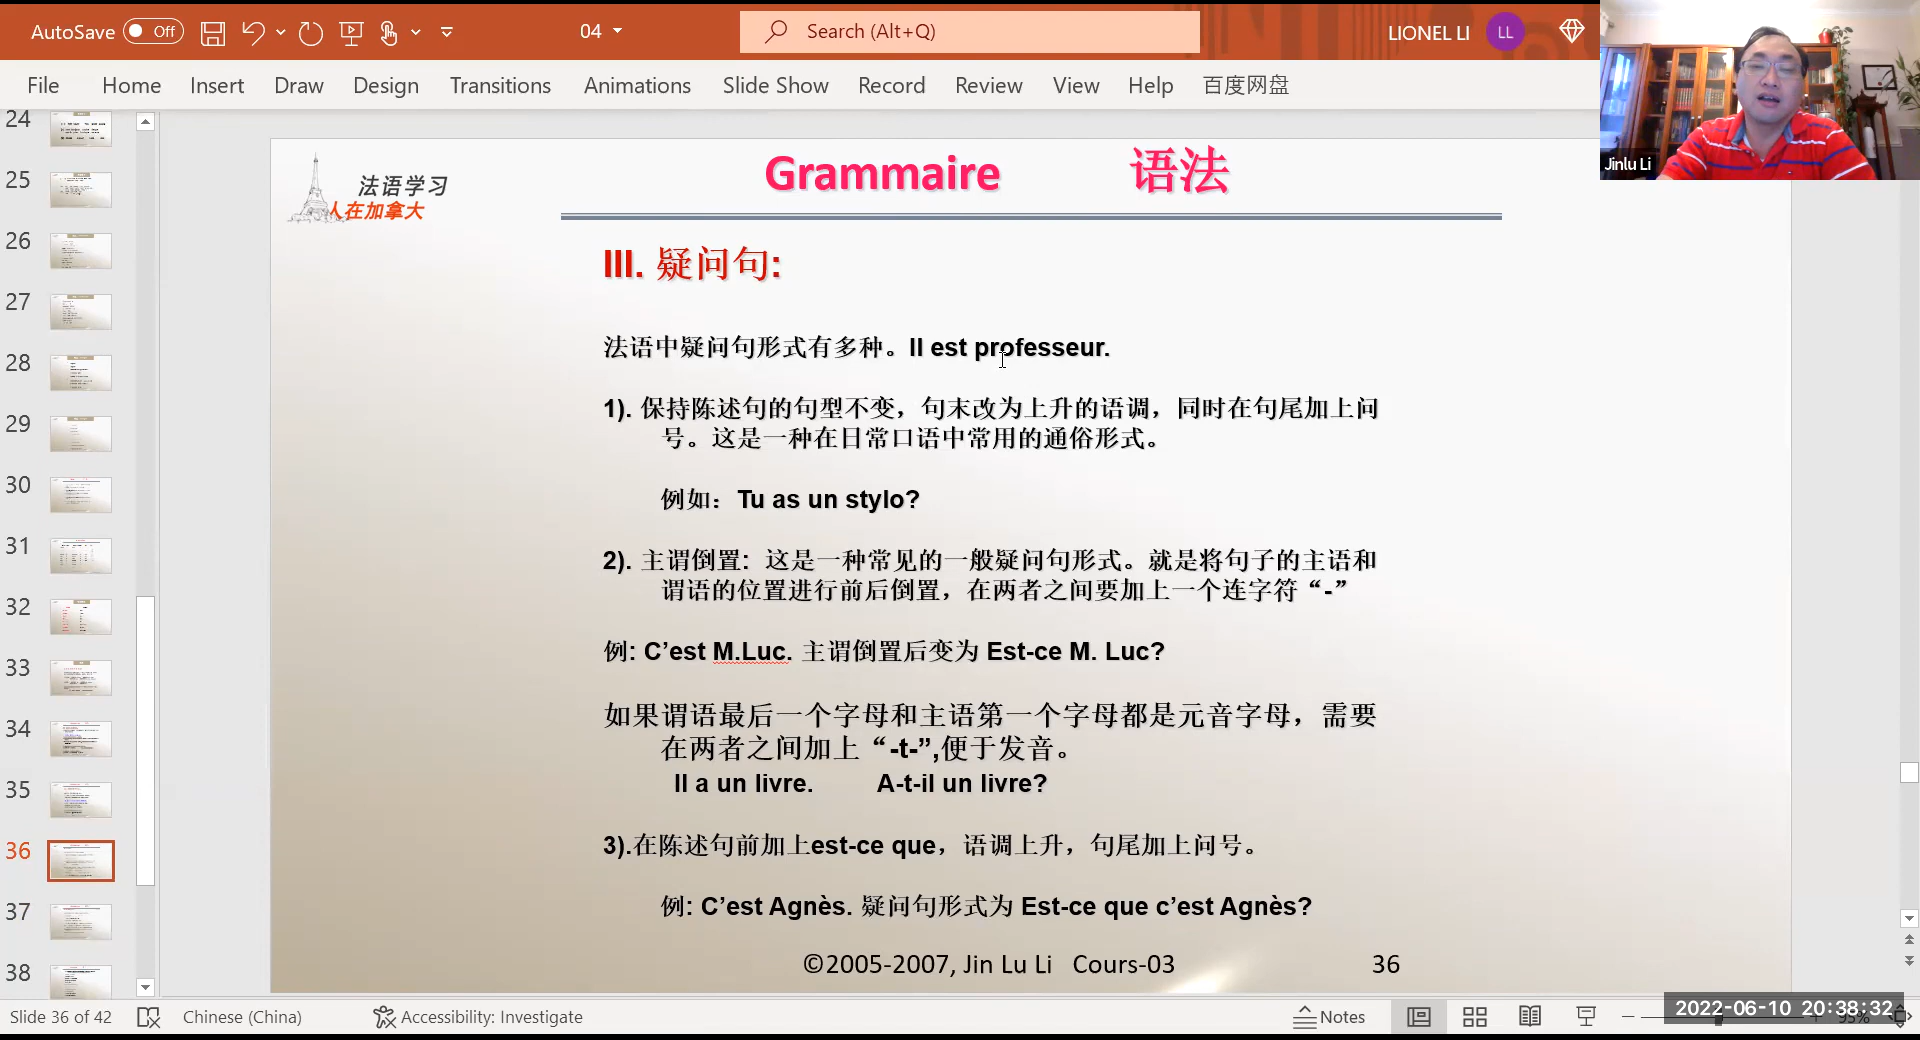 AutoSave Off
04
Search (Alt+Q)
LIONEL LI
LL
File Home Insert Draw Design Transitions Animations Slide Show Record Review View Help 百度网盘
Jinlu Li
24
25
26
27
28
29
30
31
32
33
34
35
36
37
38
法语学习
人在加拿大
Grammaire 语法
III. 疑问句:
法语中疑问句形式有多种。Il est professeur.
1). 保持陈述句的句型不变，句末改为上升的语调，同时在句尾加上问
号。这是一种在日常口语中常用的通俗形式。
例如：Tu as un stylo?
2). 主谓倒置: 这是一种常见的一般疑问句形式。就是将句子的主语和
谓语的位置进行前后倒置，在两者之间要加上一个连字符“-”
例: C’est M.Luc. 主谓倒置后变为 Est-ce M. Luc?
如果谓语最后一个字母和主语第一个字母都是元音字母，需要
在两者之间加上“-t-”,便于发音。
Il a un livre. A-t-il un livre?
3).在陈述句前加上est-ce que，语调上升，句尾加上问号。
例: C’est Agnès. 疑问句形式为 Est-ce que c’est Agnès?
©2005-2007, Jin Lu Li Cours-03 36
Slide 36 of 42 Chinese (China) Accessibility: Investigate Notes
2022-06-10 20:38:32